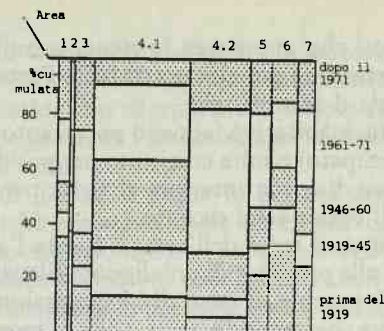 Area
1 2 3 4.1 4.2 5 6 7
%cu-
mulata
dopo il
1971
80
1961-71
60
1946-60
40
1919-45
20
prima del
1919